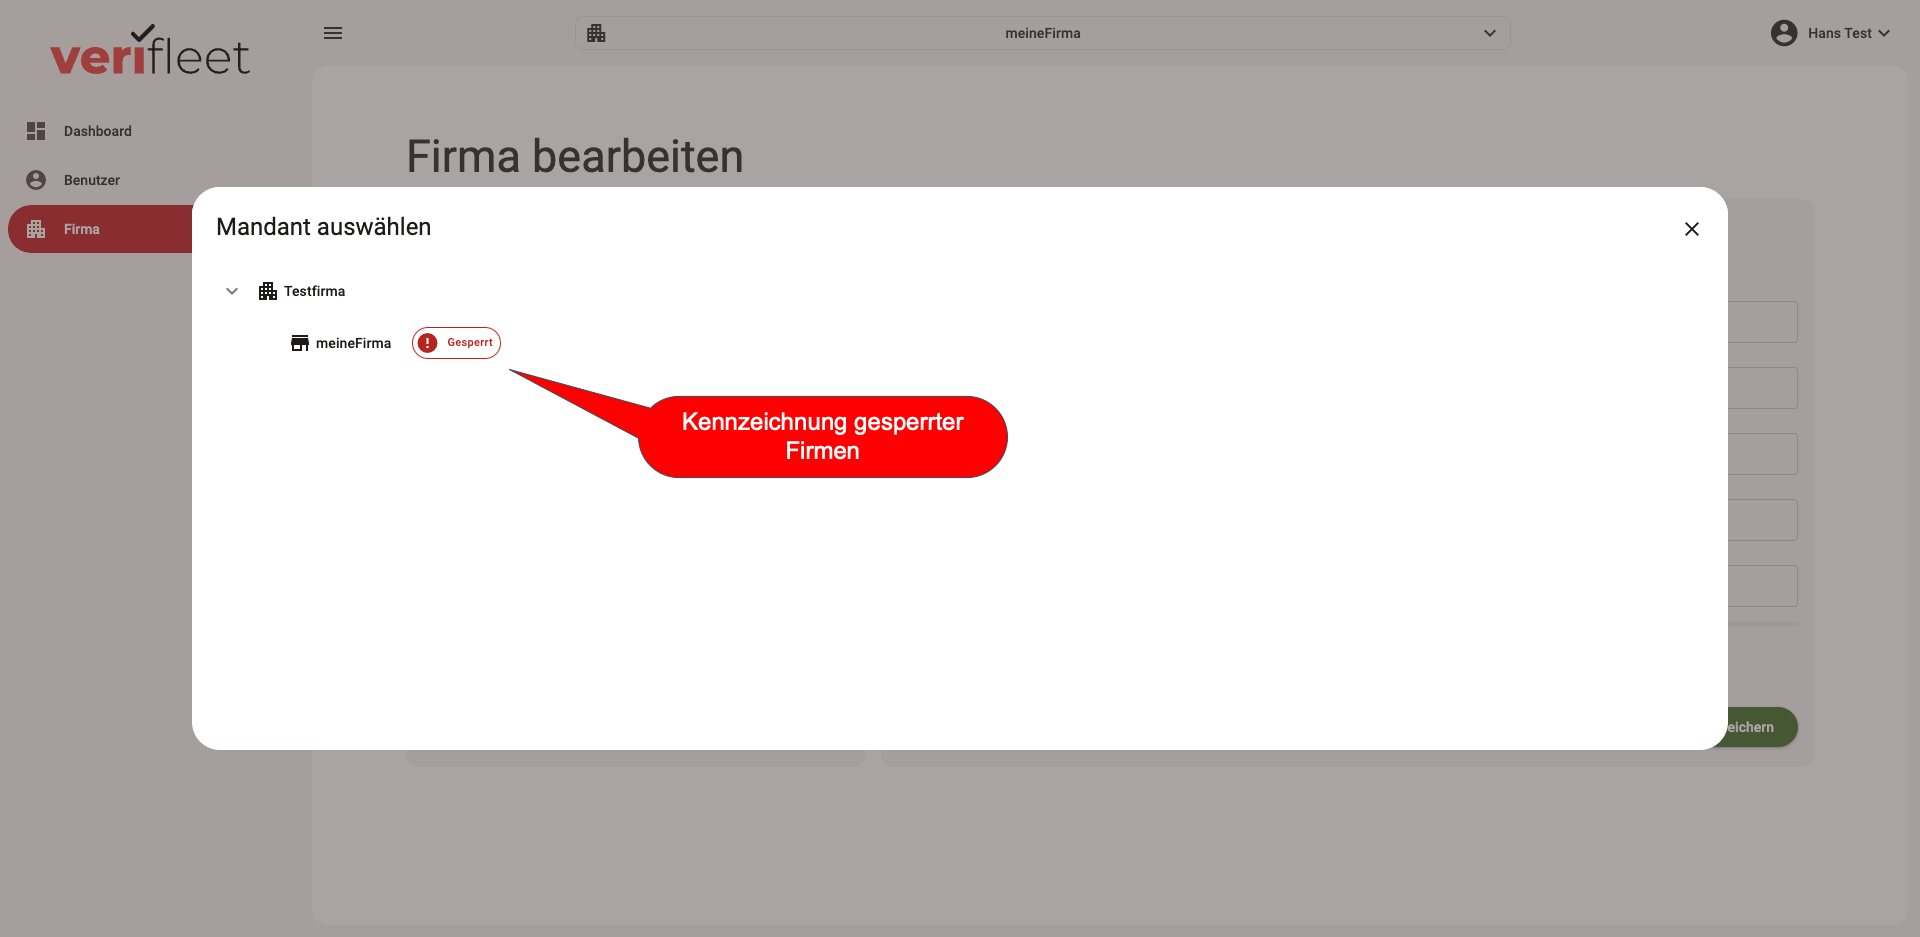 verifleet
meineFirma
Hans Test
Dashboard
Benutzer
Firma
Firma bearbeiten
Mandant auswählen
Testfirma
meineFirma
Gesperrt
Kennzeichnung gesperrter
Firmen
eichern